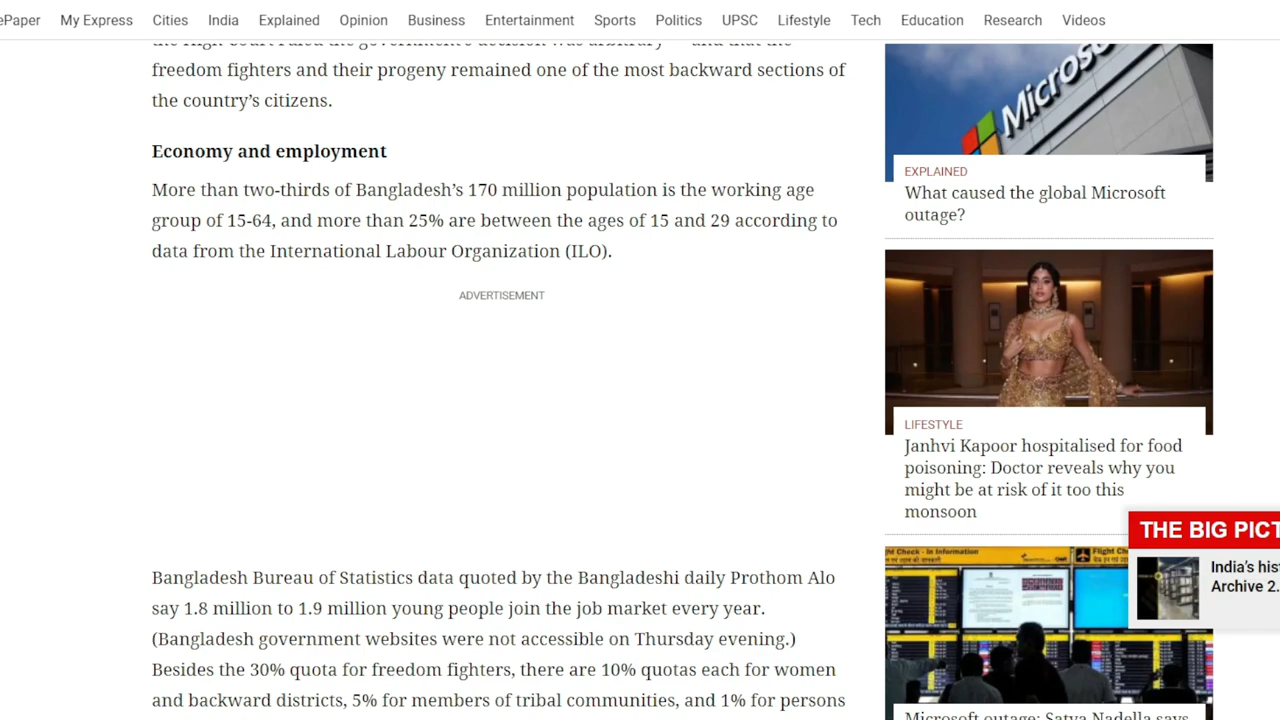 ePaper My Express Cities India Explained Opinion Business Entertainment Sports Politics UPSC Lifestyle Tech Education Research Videos
the High Court ruled the government's decision was "arbitrary" — and that the
freedom fighters and their progeny remained one of the most backward sections of
the country's citizens.
Economy and employment
More than two-thirds of Bangladesh's 170 million population is the working age
group of 15-64, and more than 25% are between the ages of 15 and 29 according to
data from the International Labour Organization (ILO).
ADVERTISEMENT
Bangladesh Bureau of Statistics data quoted by the Bangladeshi daily Prothom Alo
say 1.8 million to 1.9 million young people join the job market every year.
(Bangladesh government websites were not accessible on Thursday evening.)
Besides the 30% quota for freedom fighters, there are 10% quotas each for women
and backward districts, 5% for members of tribal communities, and 1% for persons
Microso
EXPLAINED
What caused the global Microsoft
outage?
LIFESTYLE
Janhvi Kapoor hospitalised for food
poisoning: Doctor reveals why you
might be at risk of it too this
monsoon
THE BIG PICT
India's his
Archive 2.
ht Check - In Information
Flight Ch
Microsoft outage: Satya Nadella says